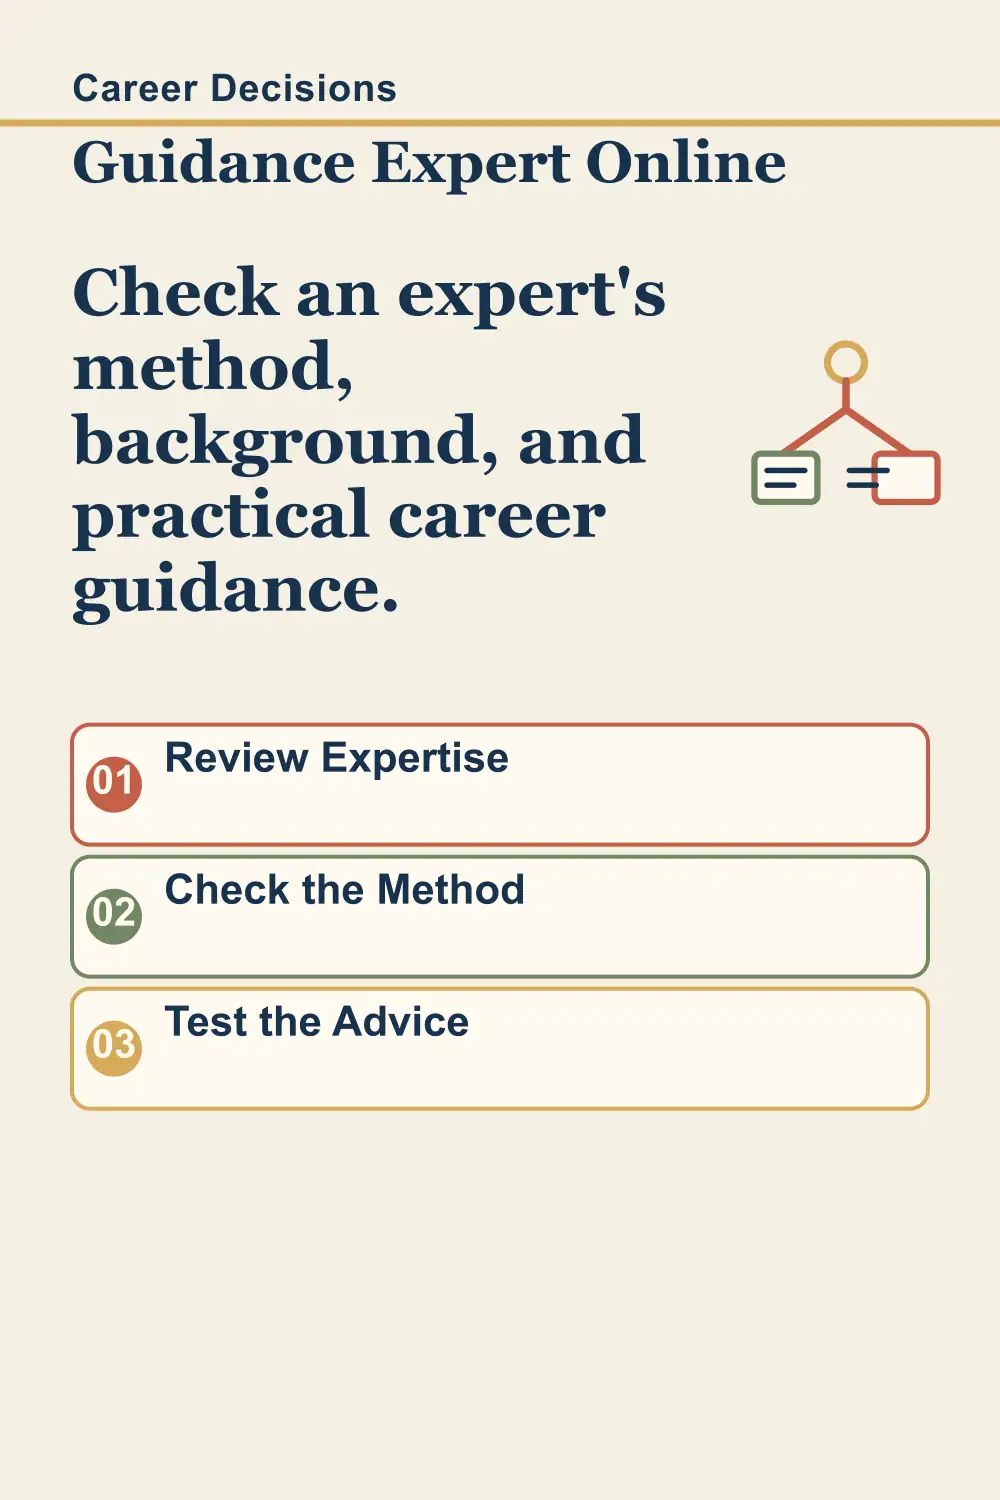 Career Decisions
Guidance Expert Online
Check an expert's
method,
background, and
practical career
guidance.
01 Review Expertise
02 Check the Method
03 Test the Advice